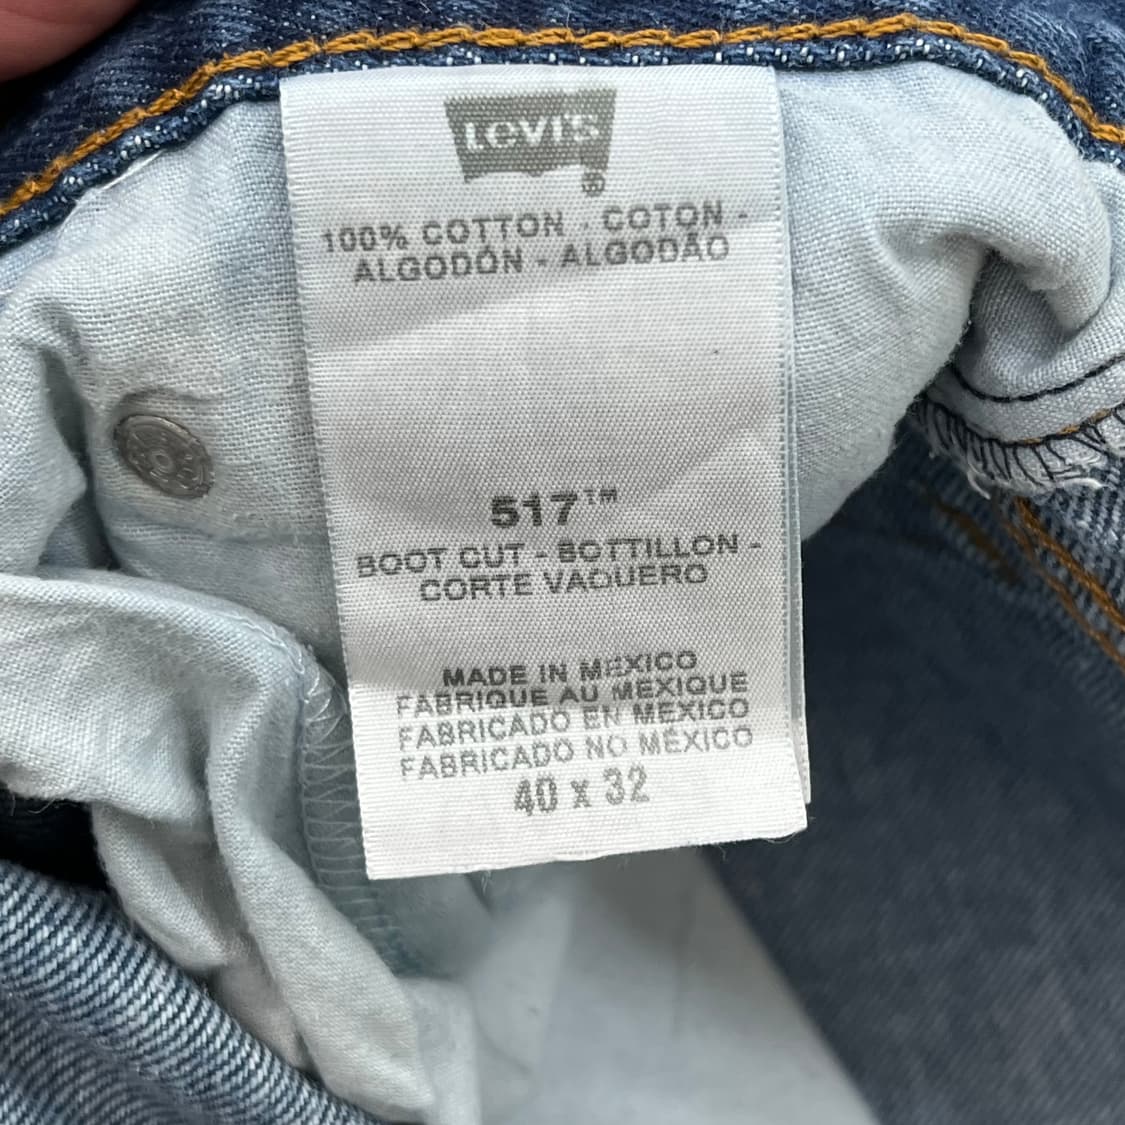 LEVI'S
®
100% COTTON - COTON -
ALGODÓN - ALGODÃO
517™
BOOT CUT - BOTTILLON -
CORTE VAQUERO
MADE IN MEXICO
FABRIQUE AU MEXIQUE
FABRICADO EN MÉXICO
FABRICADO NO MÉXICO
40 x 32